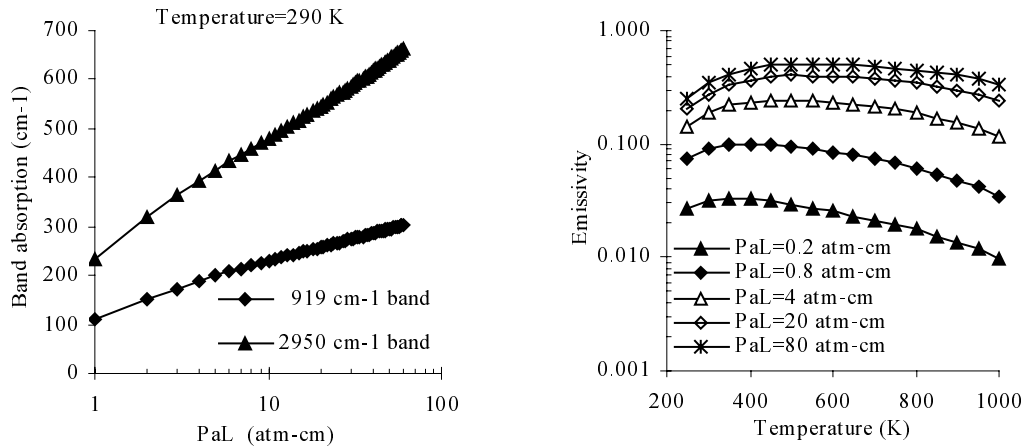 Temperature=290 K
700
600
500
400
300
200
100
0
Band absorption (cm-1)
919 cm-1 band
2950 cm-1 band
1
10
100
PaL (atm-cm)
1.000
0.100
0.010
0.001
Emissivity
PaL=0.2 atm-cm
PaL=0.8 atm-cm
PaL=4 atm-cm
PaL=20 atm-cm
PaL=80 atm-cm
200
400
600
800
1000
Temperature (K)